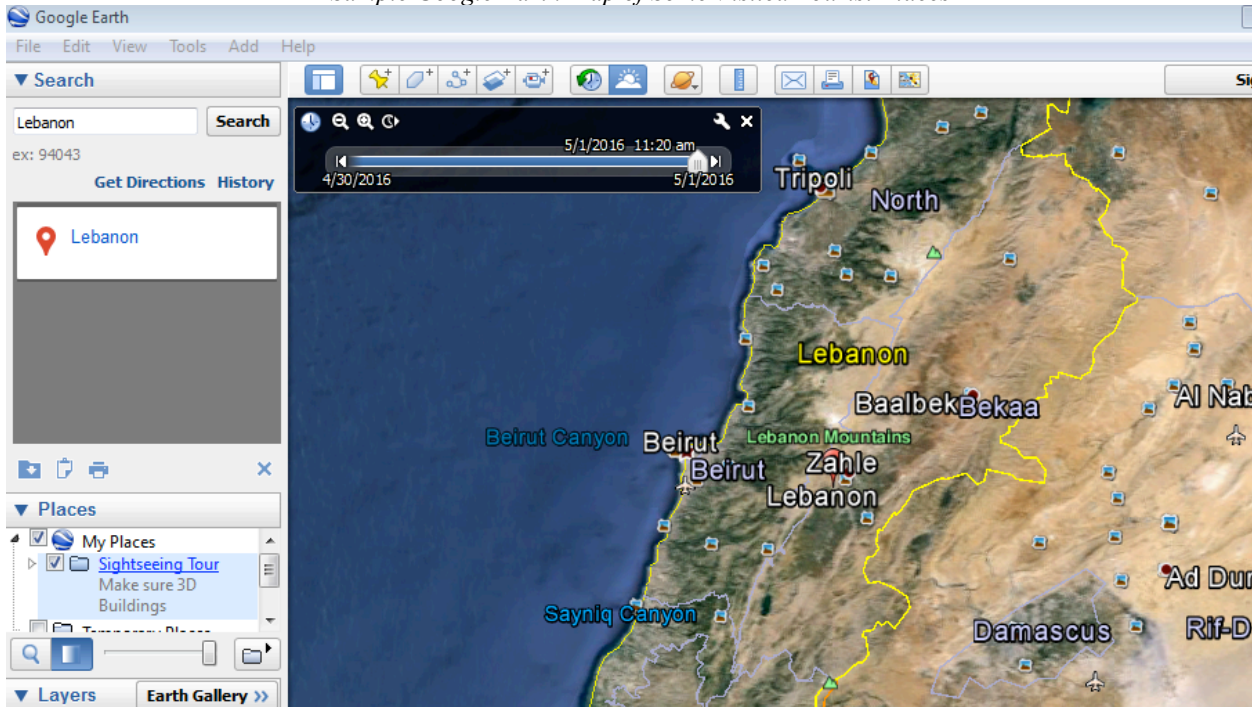 Google Earth
File Edit View Tools Add Help
Search
Lebanon Search
ex: 94043
Get Directions History
Lebanon
Places
My Places
Sightseeing Tour
Make sure 3D
Buildings
Layers Earth Gallery >>
5/1/2016 11:20 am
4/30/2016 5/1/2016
Tripoli
North
Lebanon
Baalbek Bekaa
Al Nab
Beirut Canyon Beirut Lebanon Mountains
Beirut Zahle
Lebanon
Ad Dum
Sayniq Canyon
Damascus Rif-D